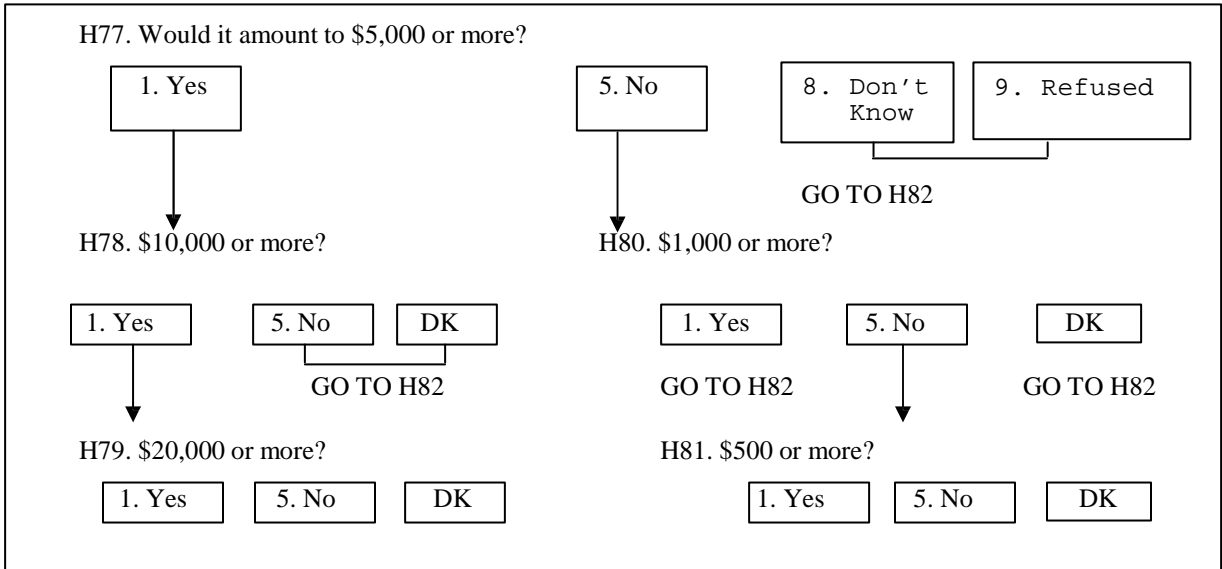 H77. Would it amount to $5,000 or more?
1. Yes
5. No
8. Don't
Know
9. Refused
GO TO H82
H78. $10,000 or more?
H80. $1,000 or more?
1. Yes
5. No
DK
1. Yes
5. No
DK
GO TO H82
GO TO H82
GO TO H82
H79. $20,000 or more?
H81. $500 or more?
1. Yes
5. No
DK
1. Yes
5. No
DK